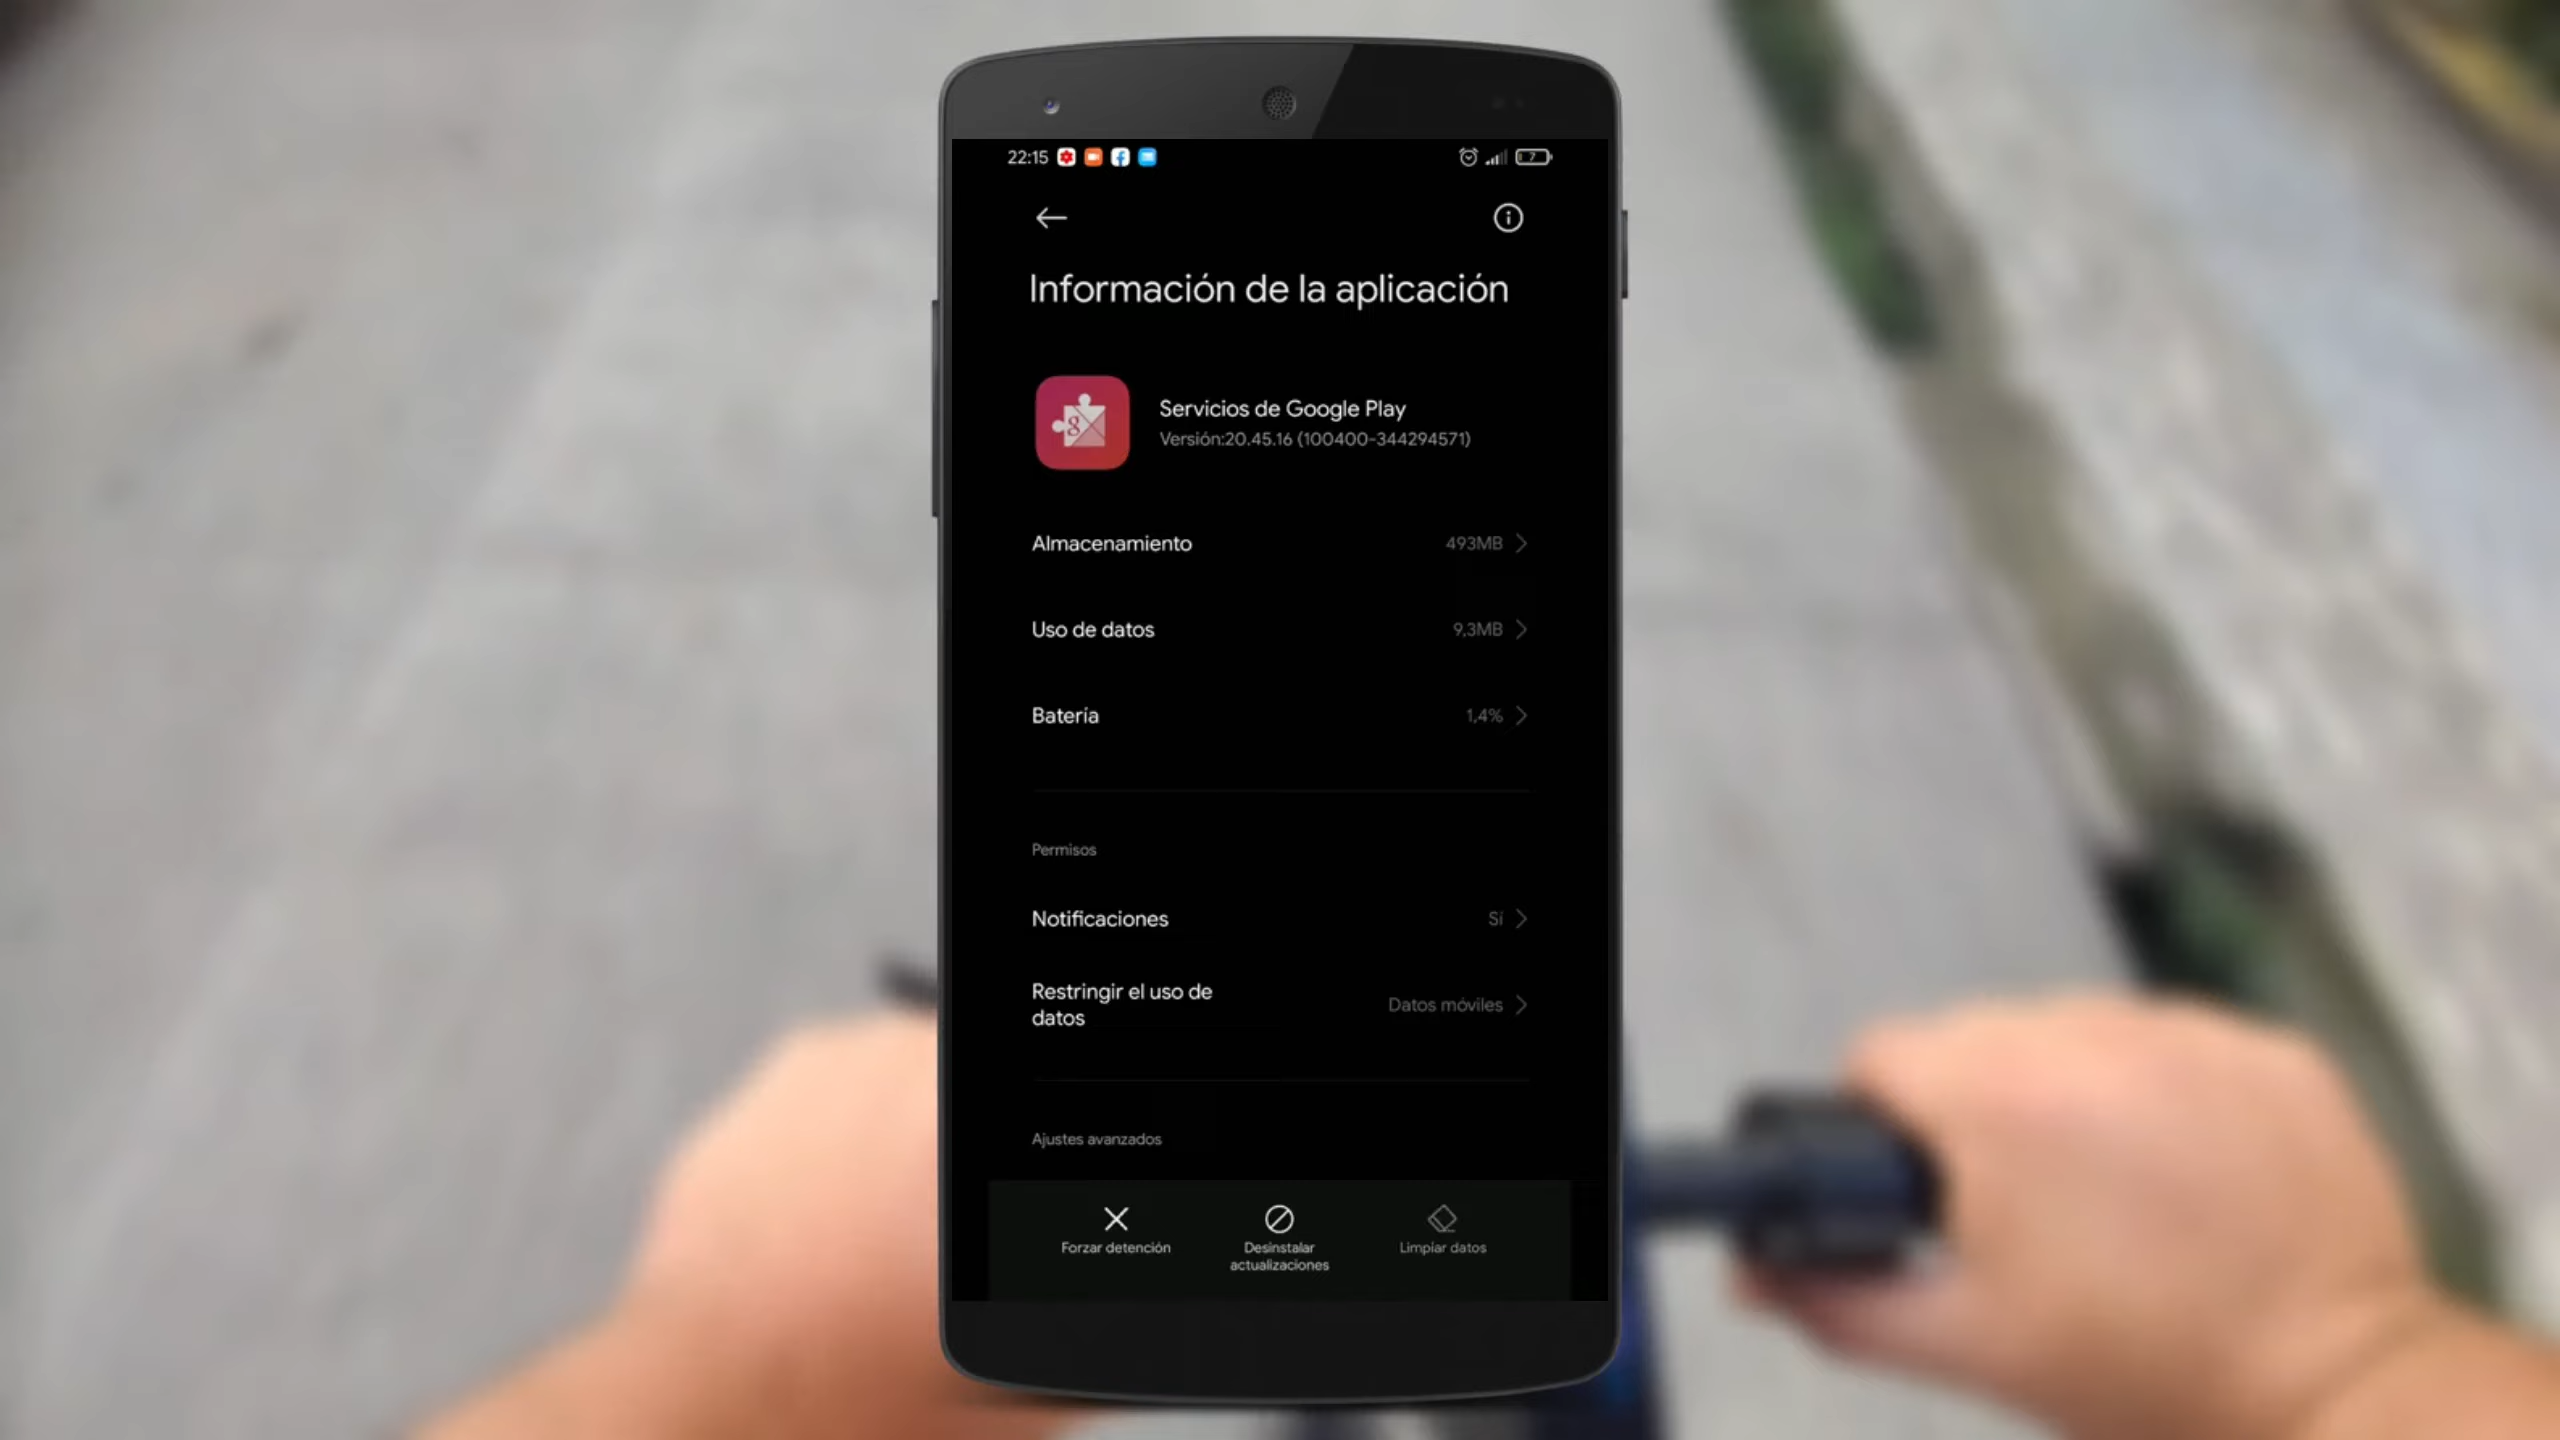 22:15
7
Información de la aplicación
Servicios de Google Play
Versión:20.45.16 (100400-344294571)
Almacenamiento 493MB
Uso de datos 9,3MB
Batería 1,4%
Permisos
Notificaciones Sí
Restringir el uso de
datos
Datos móviles
Ajustes avanzados
Forzar detención
Desinstalar
actualizaciones
Limpiar datos